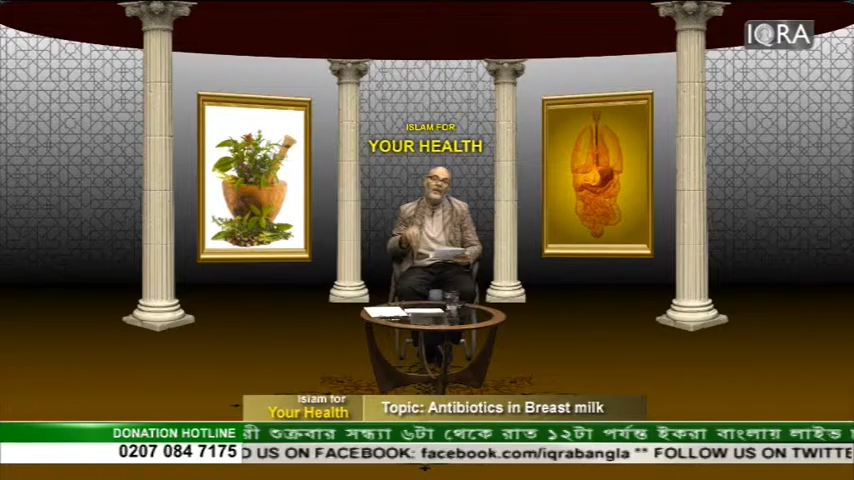 IQRA
ISLAM FOR
YOUR HEALTH
Islam for
Your Health
Topic: Antibiotics in Breast milk
DONATION HOTLINE
0207 084 7175
শুক্রবার সন্ধ্যা ৬টা থেকে রাত ১২টা পর্যন্ত ইকরা বাংলায় লাইভ
US ON FACEBOOK: facebook.com/iqrabangla ** FOLLOW US ON TWITTE